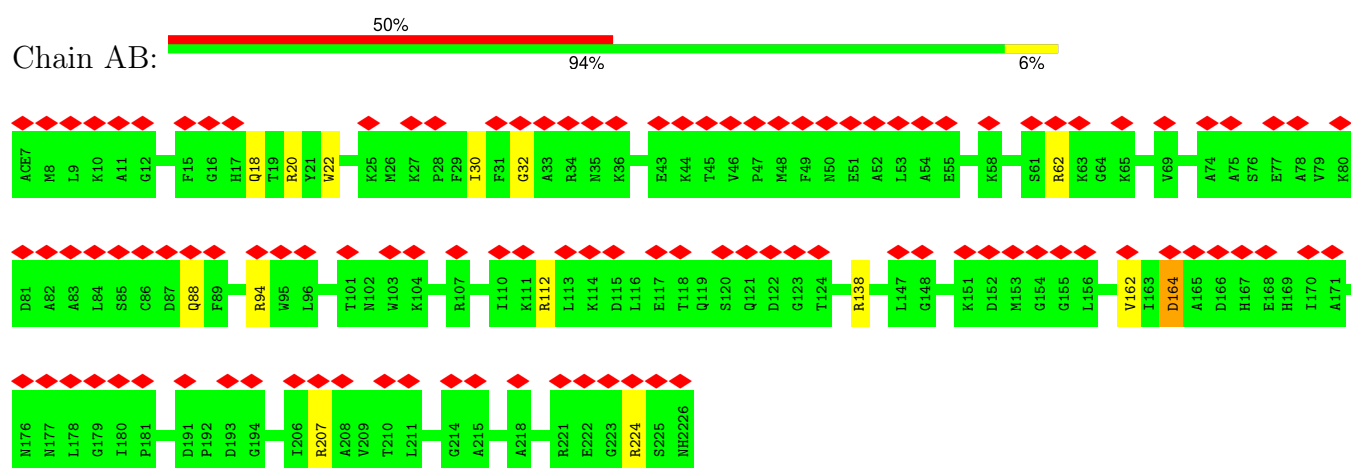 50%
Chain AB:
94% 6%
ACE7 M8 L9 K10 A11 G12 F15 G16 H17 Q18 T19 R20 Y21 W22 K25 M26 K27 P28 F29 I30 F31 G32 A33 R34 N35 K36 E43 K44 T45 V46 P47 M48 F49 N50 E51 A52 L53 A54 E55 K58 S61 R62 K63 G64 K65 V69 A74 A75 S76 E77 A78 V79 K80
D81 A82 A83 L84 S85 C86 D87 Q88 F89 R94 W95 L96 T101 N102 W103 K104 R107 I110 K111 R112 L113 K114 D115 L116 E117 T118 Q119 S120 Q121 D122 G123 T124 R138 L147 G148 K151 D152 M153 G154 G155 L156 V162 I163 D164 A165 D166 H167 E168 H169 I170 A171
N176 N177 L178 G179 I180 P181 D191 P192 D193 G194 I206 R207 A208 V209 T210 L211 G214 A215 A218 R221 E222 G223 R224 S225 NH2226